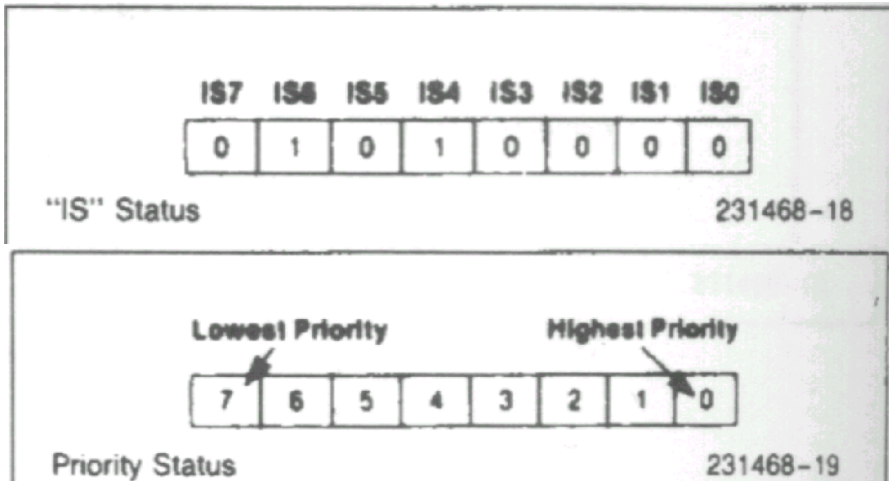 IS7 IS6 IS5 IS4 IS3 IS2 IS1 IS0
0 1 0 1 0 0 0 0
"IS" Status 231468-18
Lowest Priority Highest Priority
7 6 5 4 3 2 1 0
Priority Status 231468-19